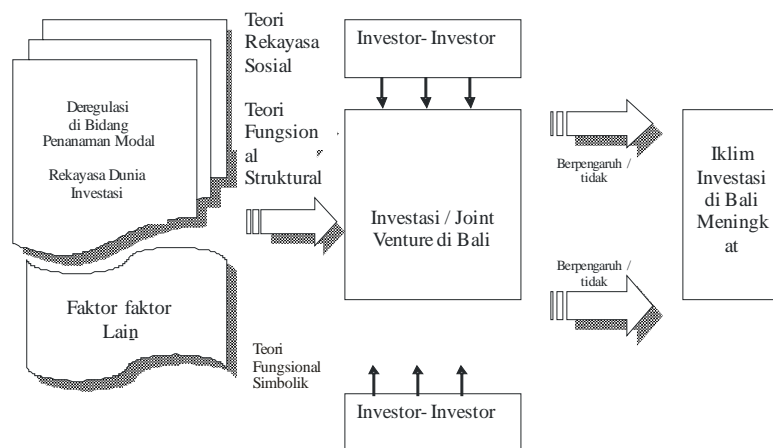 Teori
Rekayasa
Sosial
Investor- Investor
Deregulasi
di Bidang
Penanaman Modal
Rekayasa Dunia
Investasi
Teori
Fungsion
al
Struktural
Investasi / Joint
Venture di Bali
Berpengaruh /
tidak
Berpengaruh /
tidak
Iklim
Investasi
di Bali
Meningk
at
Faktor faktor
Lain
Teori
Fungsional
Simbolik
Investor- Investor